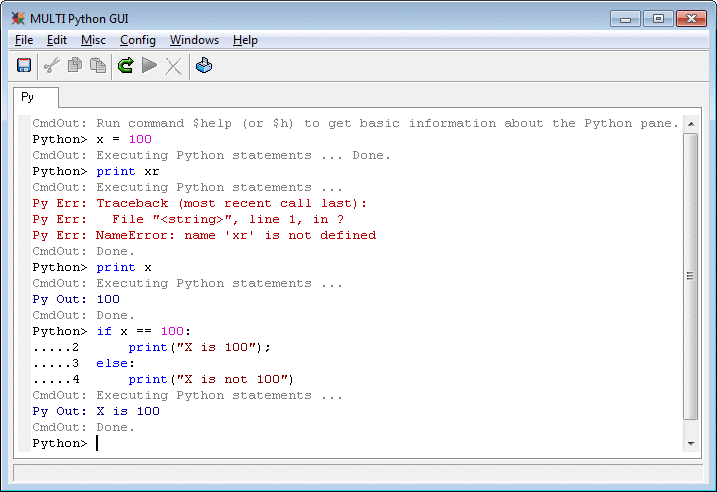 MULTI Python GUI
File Edit Misc Config Windows Help
Py
CmdOut: Run command $help (or $h) to get basic information about the Python pane.
Python> x = 100
CmdOut: Executing Python statements ... Done.
Python> print xr
CmdOut: Executing Python statements ...
Py Err: Traceback (most recent call last):
Py Err:   File "<string>", line 1, in ?
Py Err: NameError: name 'xr' is not defined
CmdOut: Done.
Python> print x
CmdOut: Executing Python statements ...
Py Out: 100
CmdOut: Done.
Python> if x == 100:
.....2      print("X is 100");
.....3  else:
.....4      print("X is not 100")
CmdOut: Executing Python statements ...
Py Out: X is 100
CmdOut: Done.
Python>